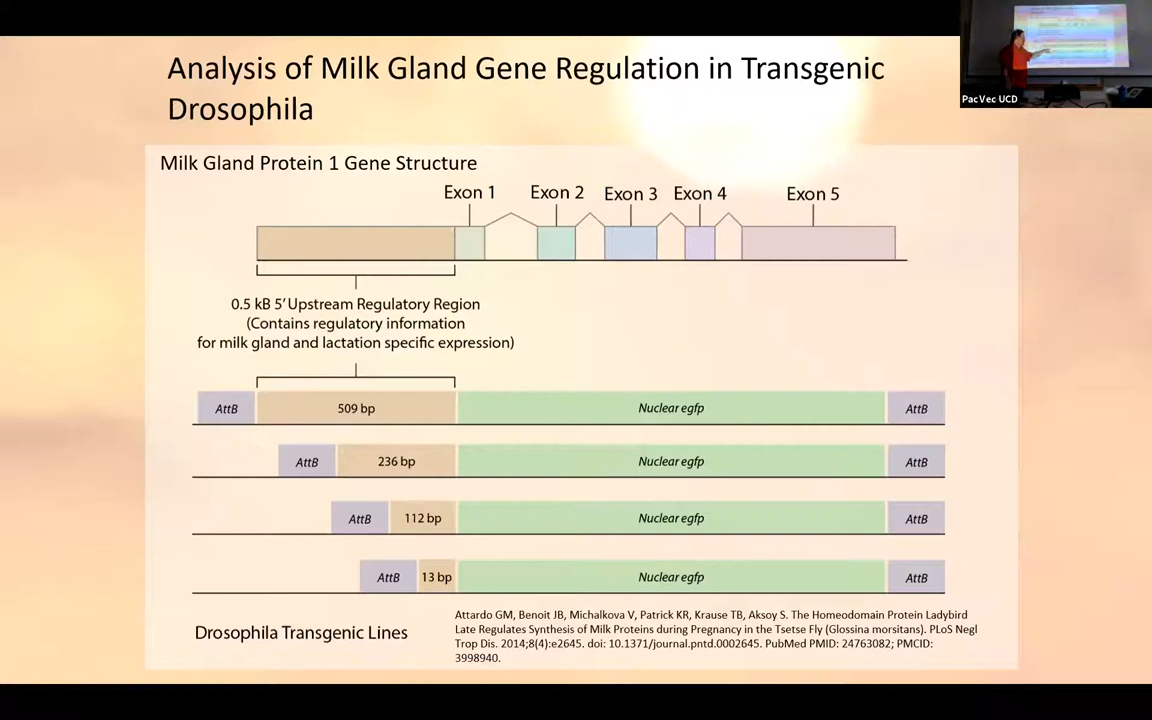 Analysis of Milk Gland Gene Regulation in Transgenic
Drosophila
PacVec UCD
Milk Gland Protein 1 Gene Structure
Exon 1
Exon 2
Exon 3
Exon 4
Exon 5
0.5 kB 5' Upstream Regulatory Region
(Contains regulatory information
for milk gland and lactation specific expression)
AttB 509 bp Nuclear egfp AttB
AttB 236 bp Nuclear egfp AttB
AttB 112 bp Nuclear egfp AttB
AttB 13 bp Nuclear egfp AttB
Drosophila Transgenic Lines
Attardo GM, Benoit JB, Michalkova V, Patrick KR, Krause TB, Aksoy S. The Homeodomain Protein Ladybird
Late Regulates Synthesis of Milk Proteins during Pregnancy in the Tsetse Fly (Glossina morsitans). PLoS Negl
Trop Dis. 2014;8(4):e2645. doi: 10.1371/journal.pntd.0002645. PubMed PMID: 24763082; PMCID:
3998940.